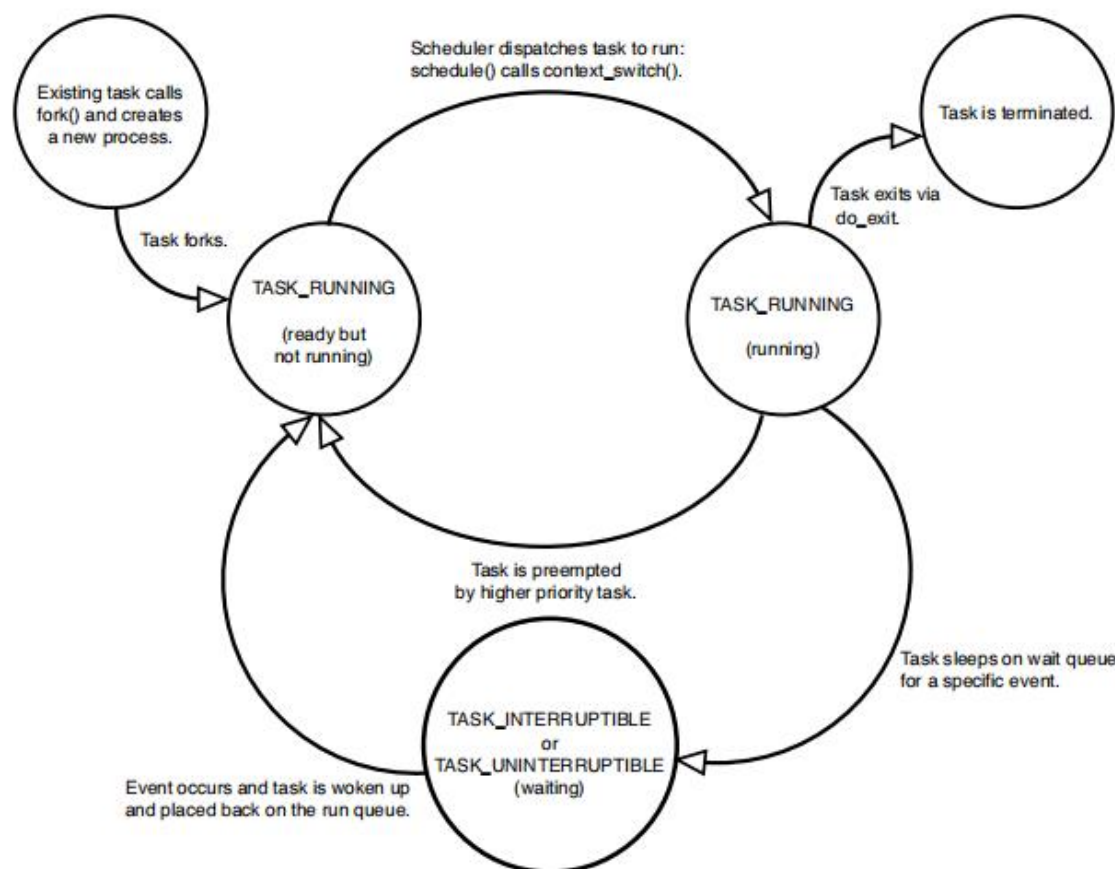 Scheduler dispatches task to run:
schedule() calls context_switch().
Existing task calls
fork() and creates
a new process.
Task is terminated.
Task forks.
Task exits via
do_exit.
TASK_RUNNING
(ready but
not running)
TASK_RUNNING
(running)
Task is preempted
by higher priority task.
Task sleeps on wait queue
for a specific event.
TASK_INTERRUPTIBLE
or
TASK_UNINTERRUPTIBLE
(waiting)
Event occurs and task is woken up
and placed back on the run queue.